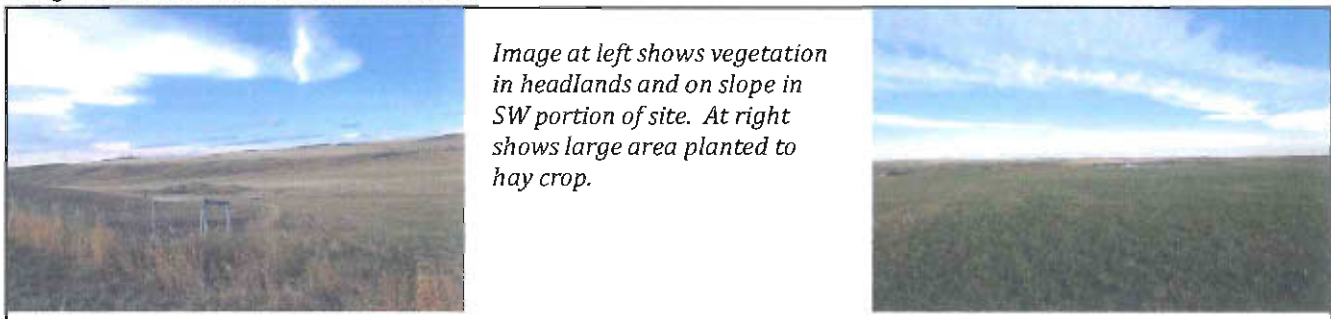 Image at left shows vegetation
in headlands and on slope in
SW portion of site. At right
shows large area planted to
hay crop.